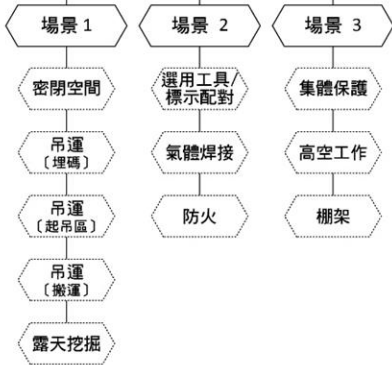 場景 1
密閉空間
吊運
〔埋碼〕
吊運
〔起吊區〕
吊運
〔搬運〕
露天挖掘
場景 2
選用工具/
標示配對
氣體焊接
防火
場景 3
集體保護
高空工作
棚架